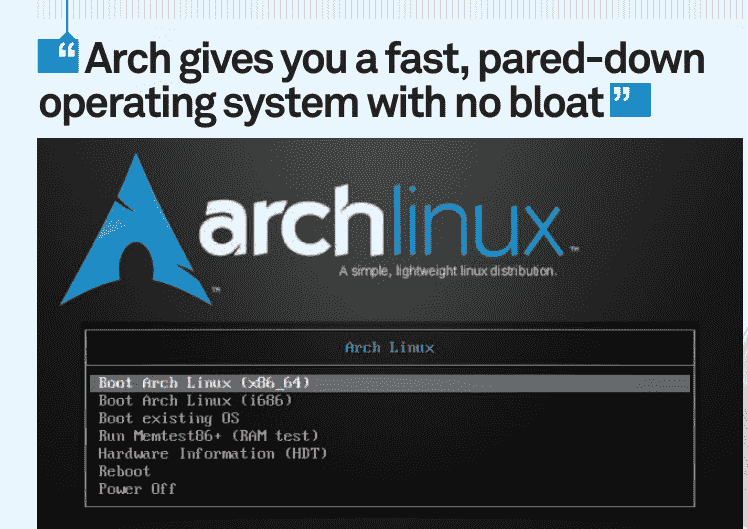 “ Arch gives you a fast, pared-down
operating system with no bloat ”
archlinux™
A simple, lightweight linux distribution.
™
Arch Linux
Boot Arch Linux (x86_64)
Boot Arch Linux (i686)
Boot existing OS
Run Memtest86+ (RAM test)
Hardware Information (HDT)
Reboot
Power Off